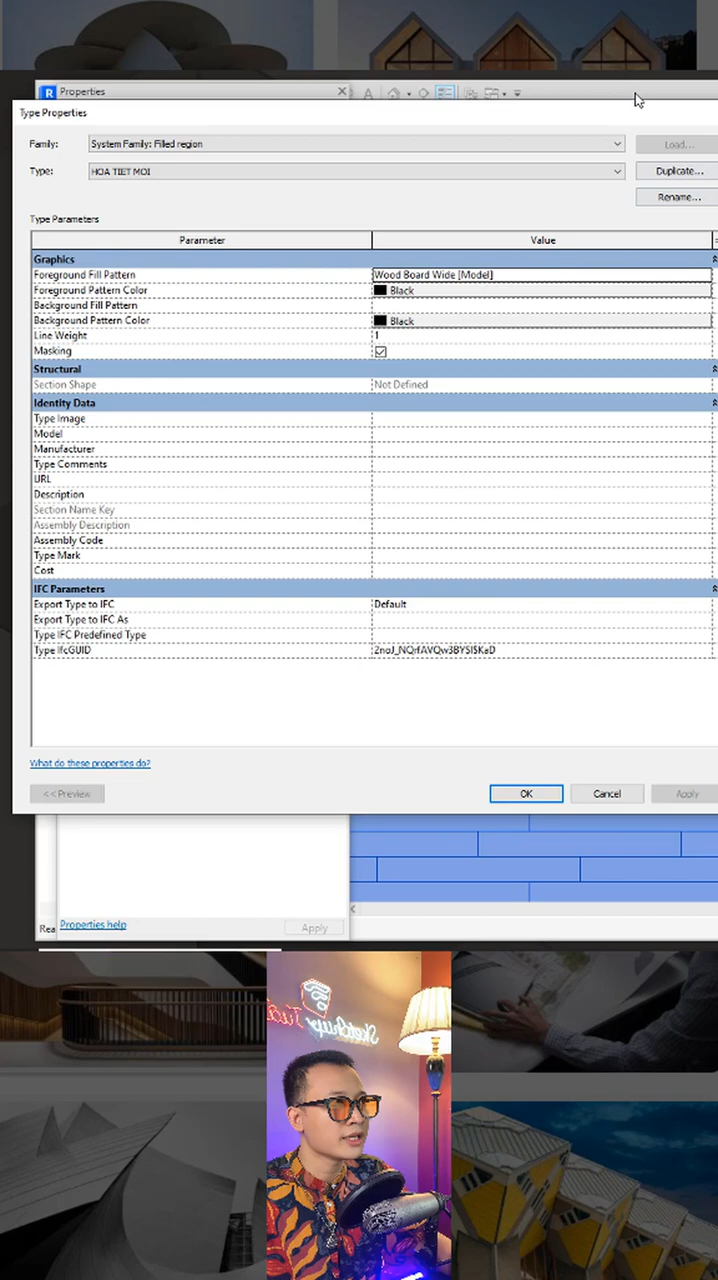 R Properties
Type Properties
Family: System Family: Filled region Load...
Type: HOA TIET MOI Duplicate...
Rename...
Type Parameters
Parameter Value
Graphics
Foreground Fill Pattern Wood Board Wide [Model]
Foreground Pattern Color Black
Background Fill Pattern
Background Pattern Color Black
Line Weight 1
Masking
Structural
Section Shape Not Defined
Identity Data
Type Image
Model
Manufacturer
Type Comments
URL
Description
Section Name Key
Assembly Description
Assembly Code
Type Mark
Cost
IFC Parameters
Export Type to IFC Default
Export Type to IFC As
Type IFC Predefined Type
Type IfcGUID
What do these properties do?
<< Preview OK Cancel Apply
Rea Properties help Apply
Sketchup